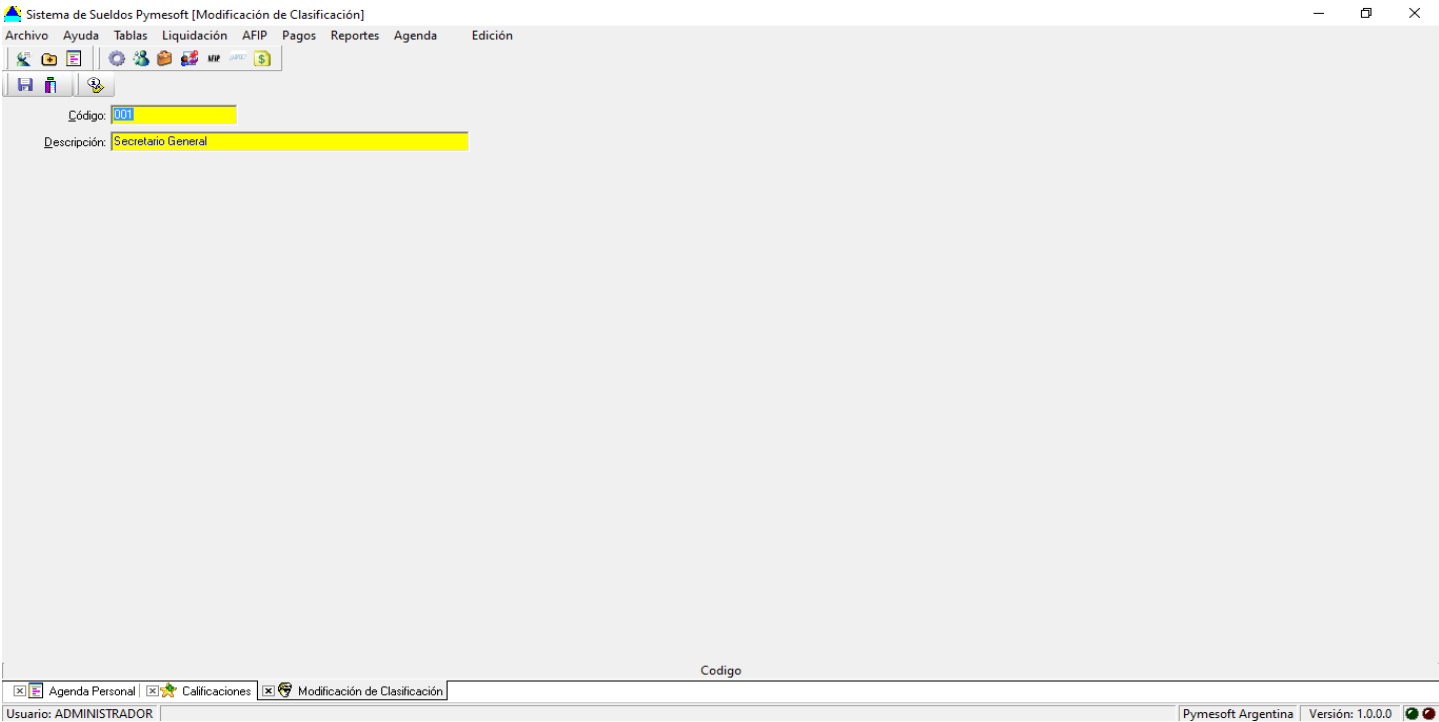 Sistema de Sueldos Pymesoft [Modificación de Clasificación]
Archivo Ayuda Tablas Liquidación AFIP Pagos Reportes Agenda Edición
AFIP
Código: 001
Descripción: Secretario General
Codigo
Agenda Personal Calificaciones Modificación de Clasificación
Usuario: ADMINISTRADOR Pymesoft Argentina Versión: 1.0.0.0